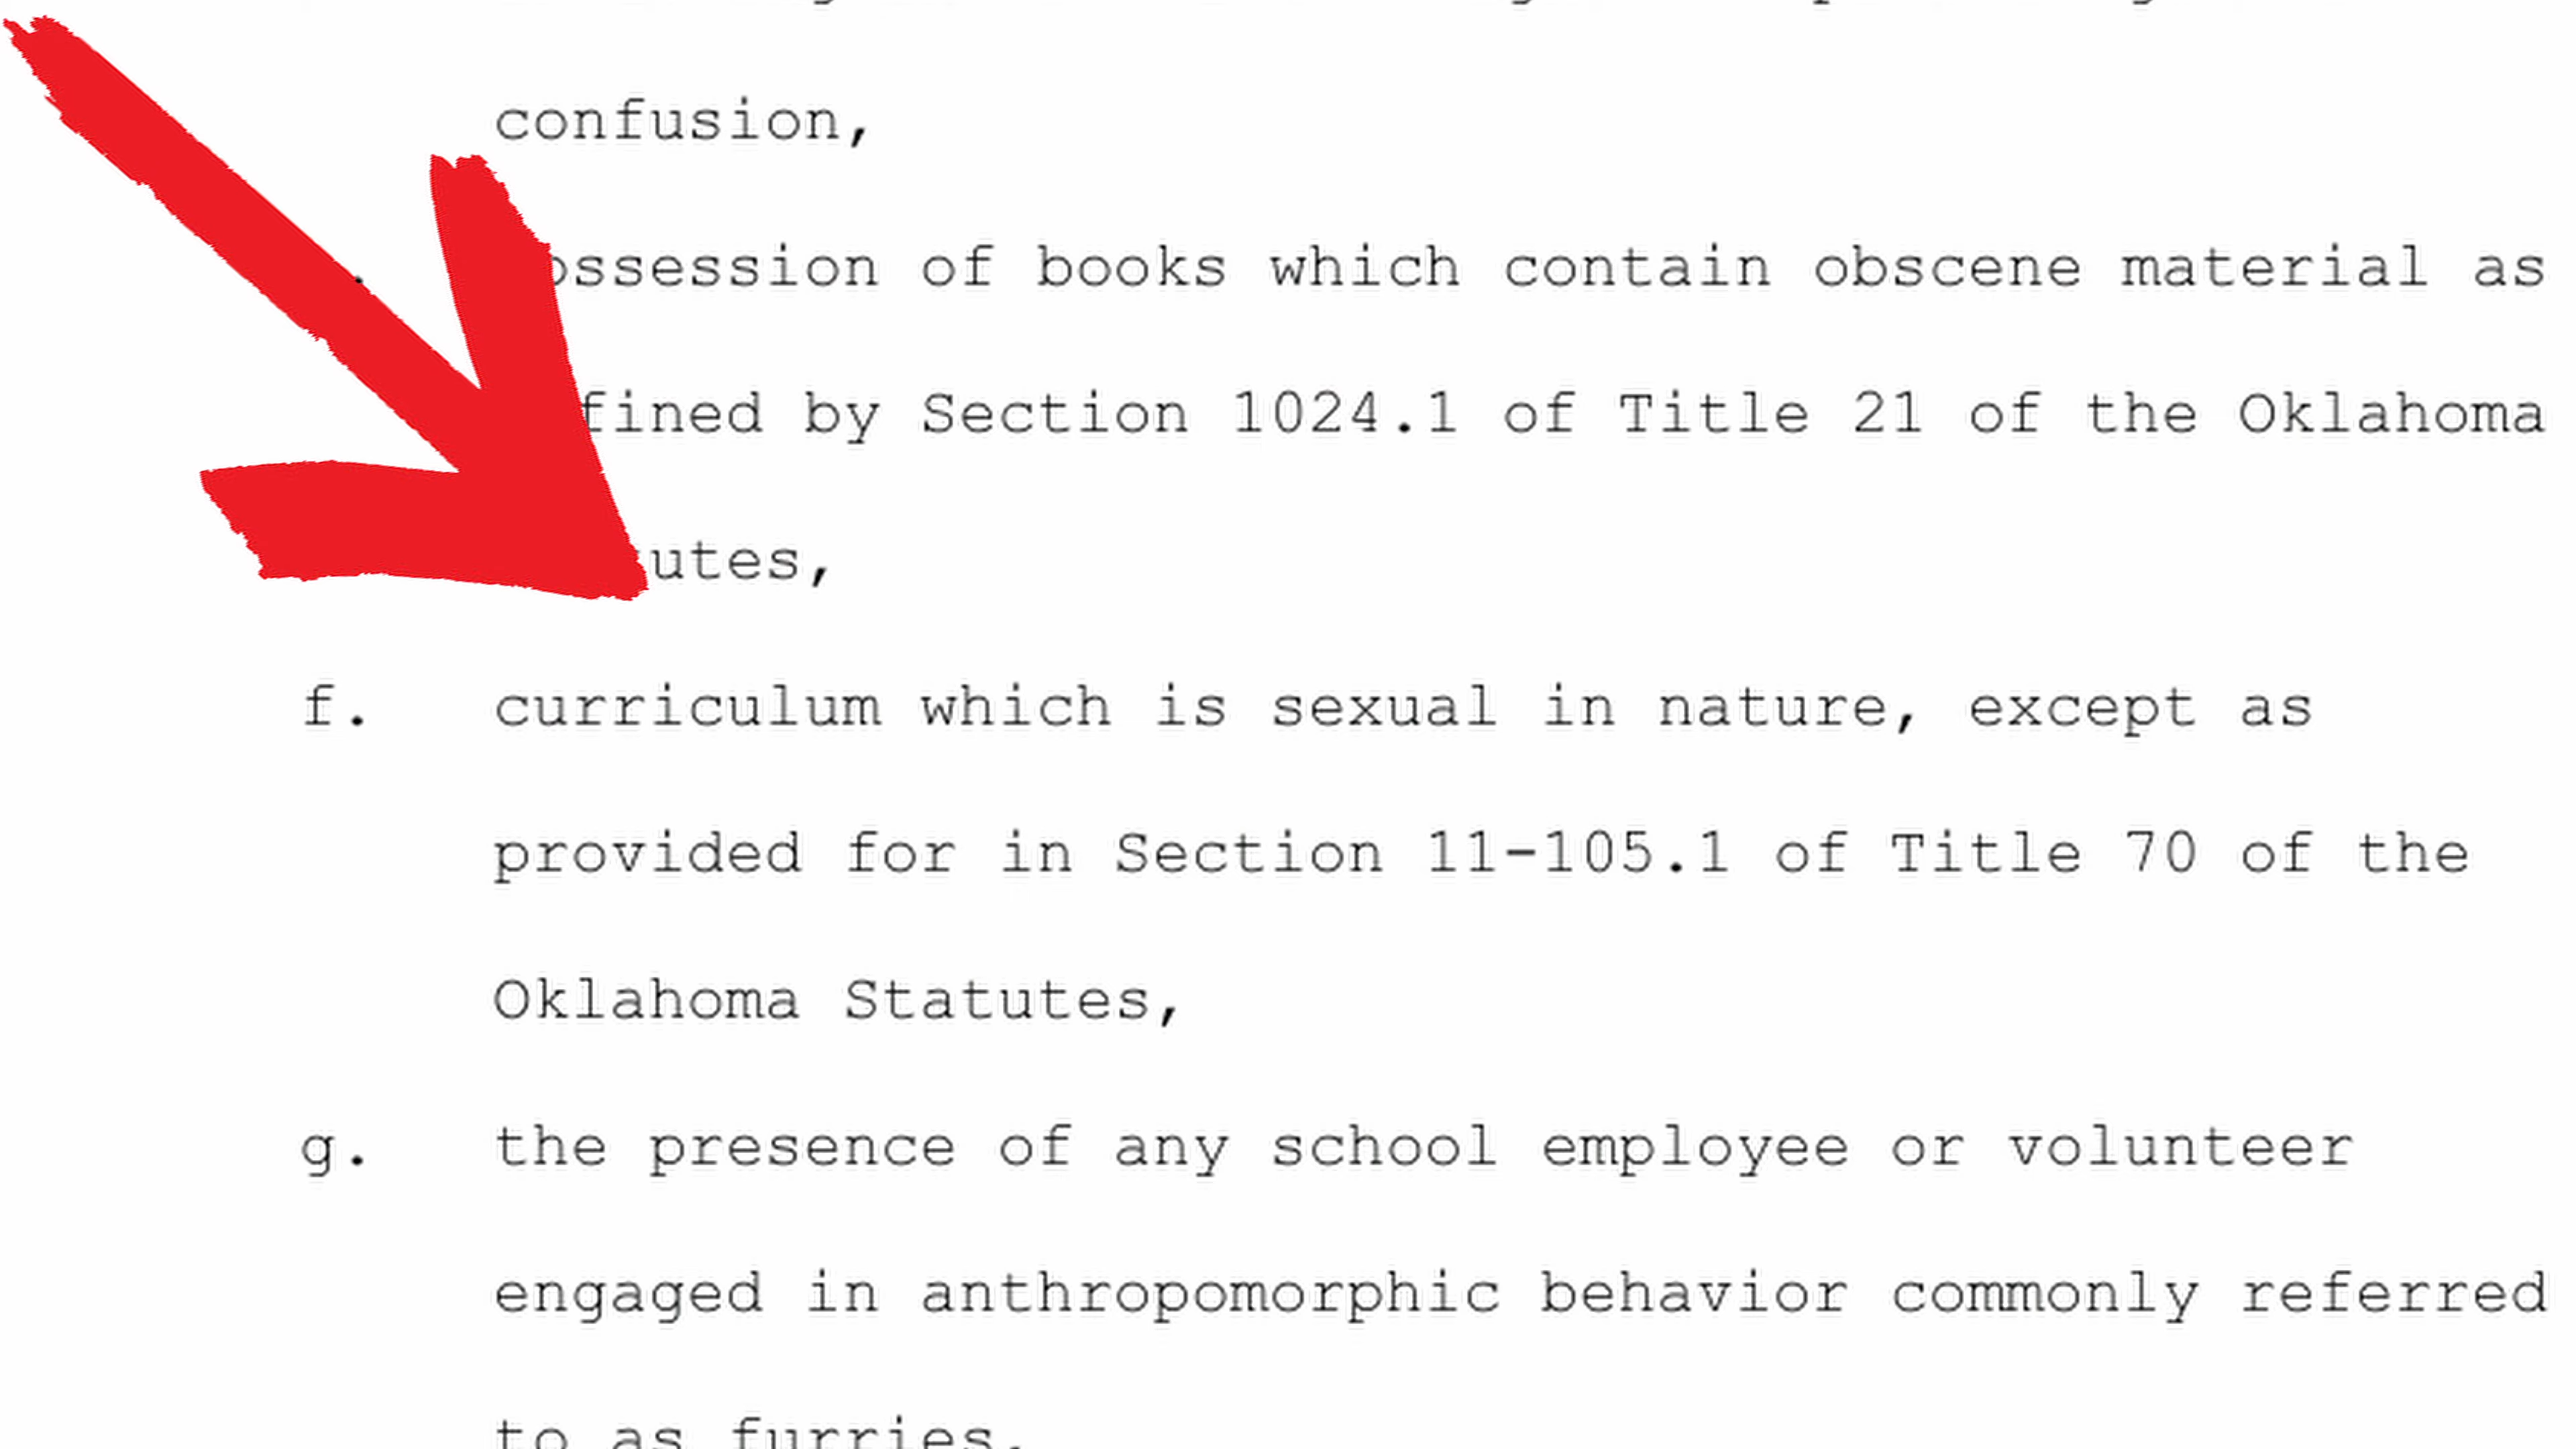 confusion,
of books which contain obscene material as
by Section 1024.1 of Title 21 of the Oklahoma
f. curriculum which is sexual in nature, except as
provided for in Section 11-105.1 of Title 70 of the
Oklahoma Statutes,
g. the presence of any school employee or volunteer
engaged in anthropomorphic behavior commonly referred
to as furries,